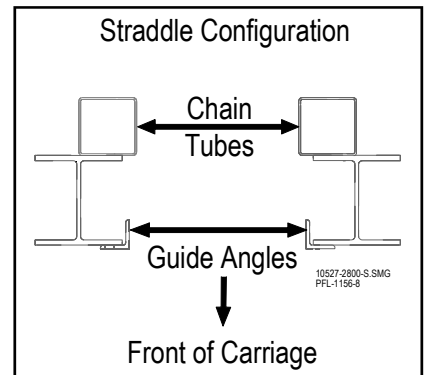 Straddle Configuration
Chain
Tubes
Guide Angles
10527-2800-S.SMG
PFL-1156-8
Front of Carriage